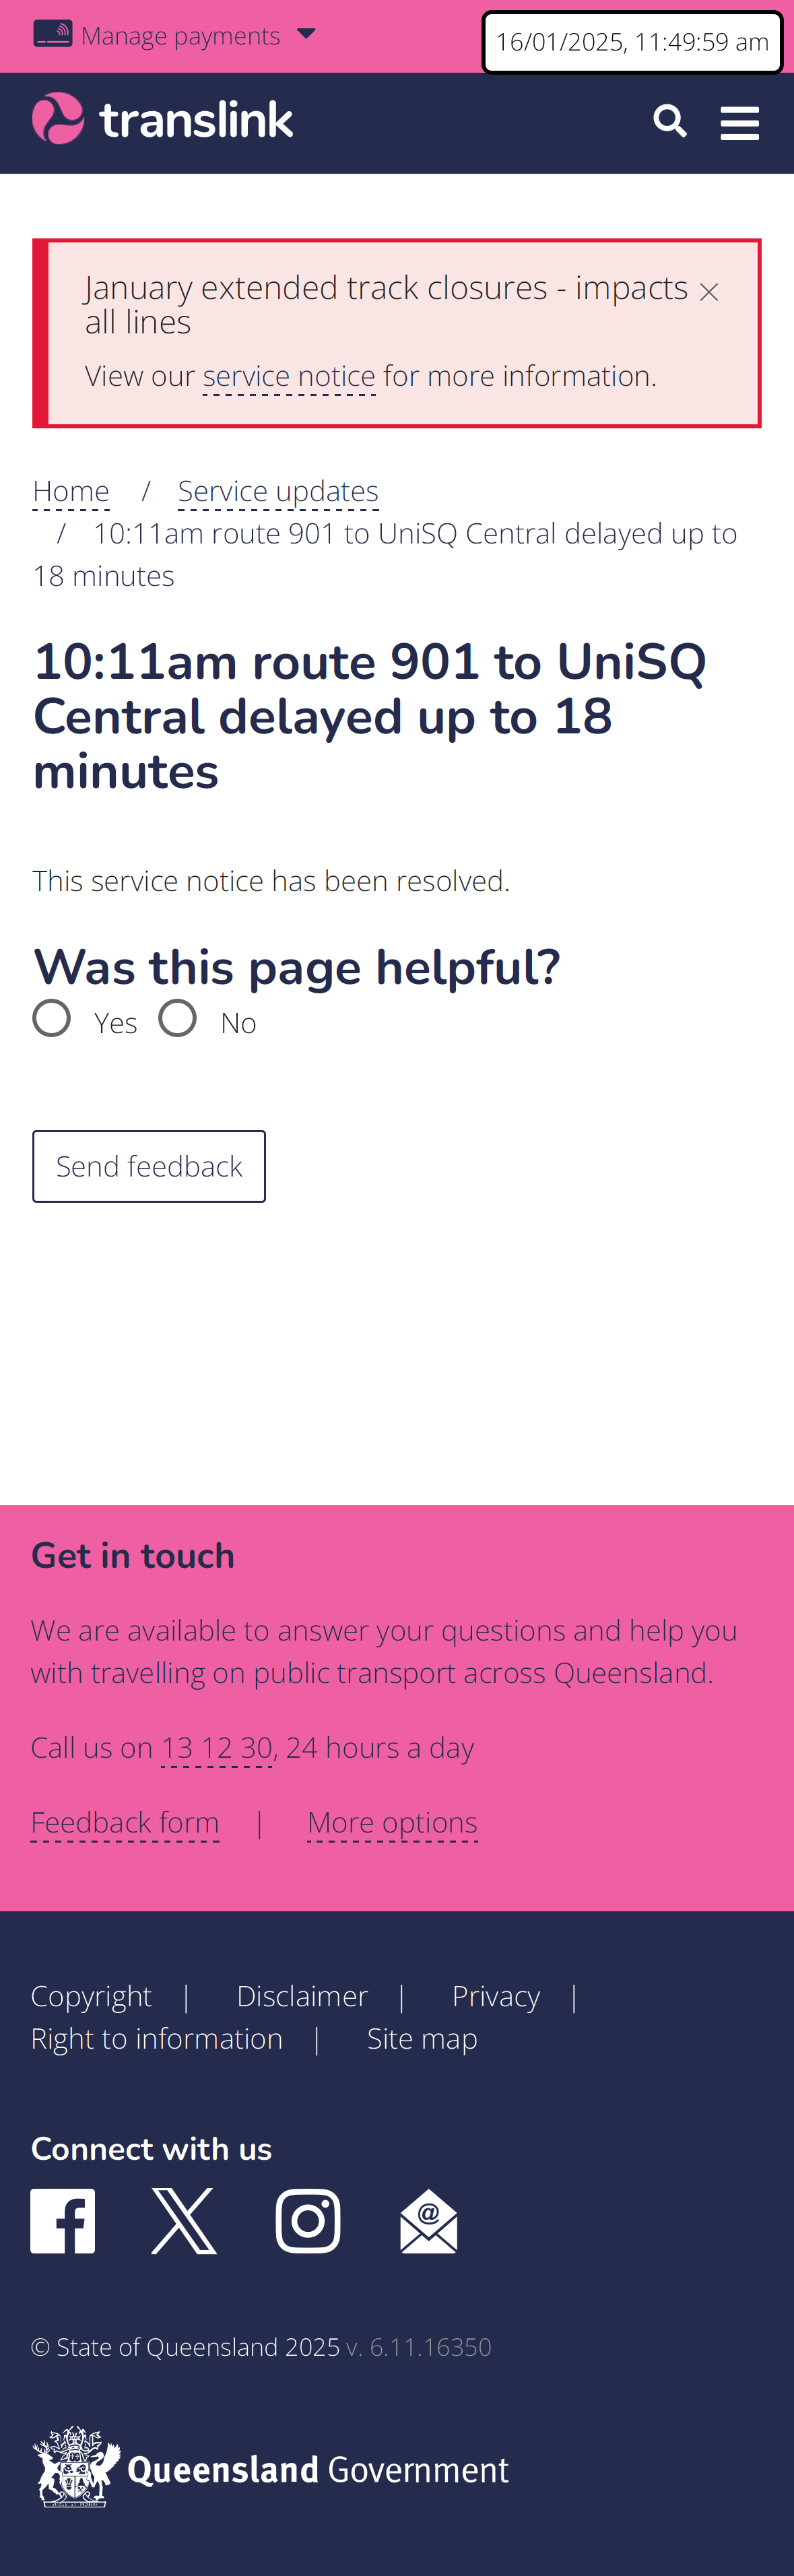 Manage payments
16/01/2025, 11:49:59 am
translink
January extended track closures - impacts
all lines
View our service notice for more information.
Home / Service updates
/ 10:11am route 901 to UniSQ Central delayed up to
18 minutes
10:11am route 901 to UniSQ
Central delayed up to 18
minutes
This service notice has been resolved.
Was this page helpful?
Yes No
Send feedback
Get in touch
We are available to answer your questions and help you
with travelling on public transport across Queensland.
Call us on 13 12 30, 24 hours a day
Feedback form | More options
Copyright | Disclaimer | Privacy |
Right to information | Site map
Connect with us
© State of Queensland 2025 v. 6.11.16350
Queensland Government